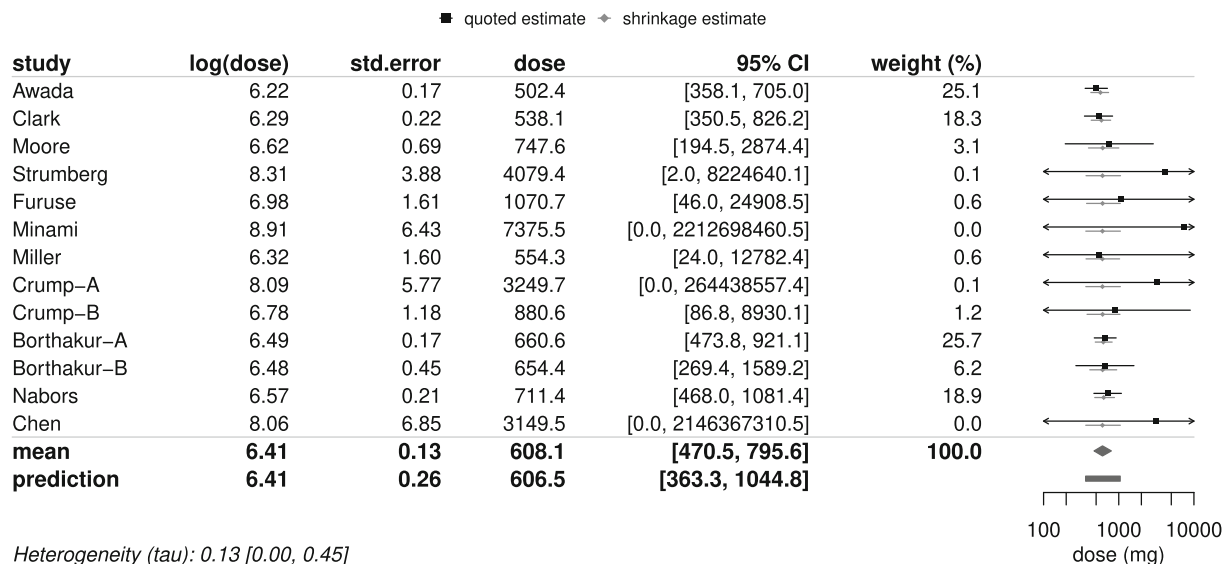 quoted estimate shrinkage estimate
study log(dose) std.error dose 95% CI weight (%)
Awada 6.22 0.17 502.4 [358.1, 705.0] 25.1
Clark 6.29 0.22 538.1 [350.5, 826.2] 18.3
Moore 6.62 0.69 747.6 [194.5, 2874.4] 3.1
Strumberg 8.31 3.88 4079.4 [2.0, 8224640.1] 0.1
Furuse 6.98 1.61 1070.7 [46.0, 24908.5] 0.6
Minami 8.91 6.43 7375.5 [0.0, 2212698460.5] 0.0
Miller 6.32 1.60 554.3 [24.0, 12782.4] 0.6
Crump−A 8.09 5.77 3249.7 [0.0, 264438557.4] 0.1
Crump−B 6.78 1.18 880.6 [86.8, 8930.1] 1.2
Borthakur−A 6.49 0.17 660.6 [473.8, 921.1] 25.7
Borthakur−B 6.48 0.45 654.4 [269.4, 1589.2] 6.2
Nabors 6.57 0.21 711.4 [468.0, 1081.4] 18.9
Chen 8.06 6.85 3149.5 [0.0, 2146367310.5] 0.0
mean 6.41 0.13 608.1 [470.5, 795.6] 100.0
prediction 6.41 0.26 606.5 [363.3, 1044.8]
100 1000 10000
Heterogeneity (tau): 0.13 [0.00, 0.45] dose (mg)